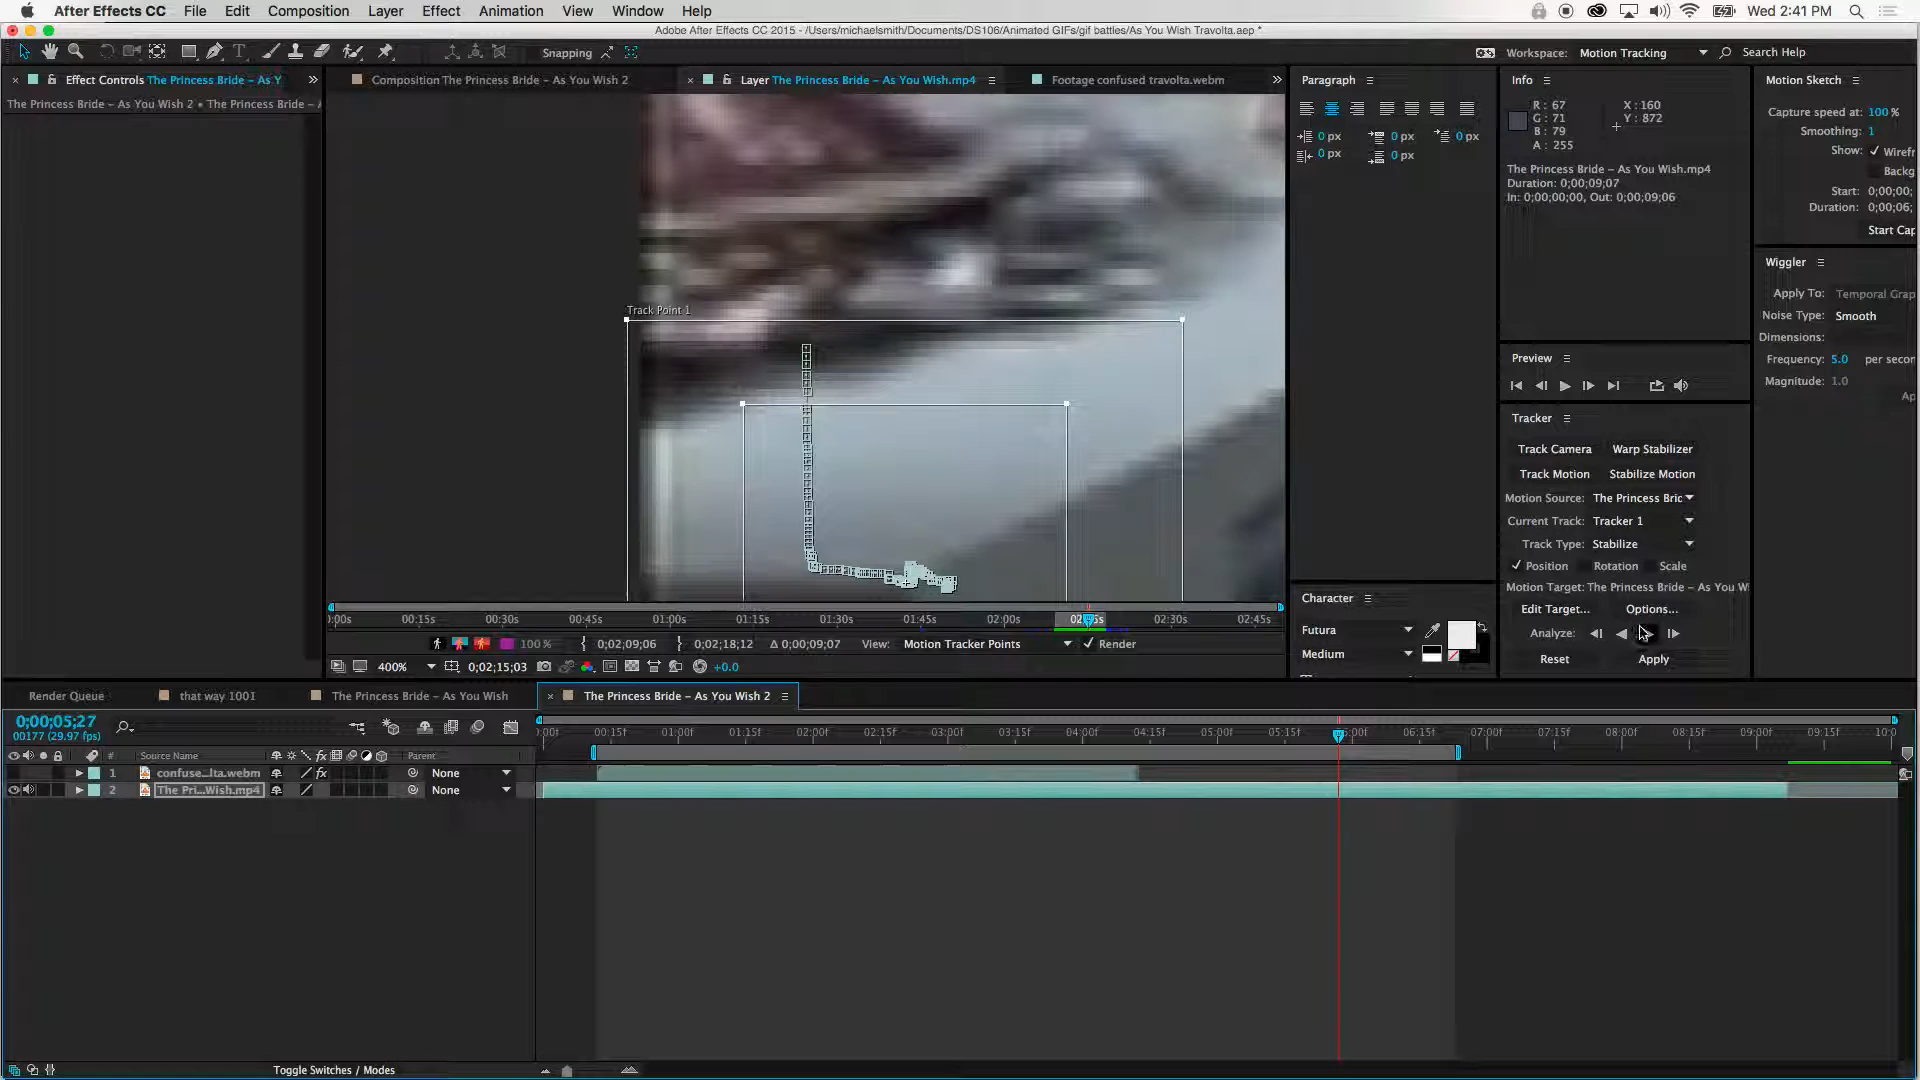 After Effects CC File Edit Composition Layer Effect Animation View Window Help Wed 2:41 PM
Adobe After Effects CC 2015 - /Users/michaelsmith/Documents/DS106/Animated GIFs/gif battles/As You Wish Travolta.aep *
Snapping Workspace: Motion Tracking Search Help
Effect Controls The Princess Bride – As Y
Composition The Princess Bride – As You Wish 2
Layer The Princess Bride – As You Wish.mp4
Footage confused travolta.webm
The Princess Bride – As You Wish 2 • The Princess Bride – A
Paragraph
0 px 0 px 0 px
0 px 0 px
Info
R : 67 X : 160
G : 71 Y : 872
B : 79
A : 255
The Princess Bride – As You Wish.mp4
Duration: 0;00;09;07
In: 0;00;00;00, Out: 0;00;09;06
Motion Sketch
Capture speed at: 100 %
Smoothing: 1
Show: Wirefr
Backg
Start: 0;00;00;
Duration: 0;00;06;
Start Cap
Wiggler
Apply To: Temporal Grap
Noise Type: Smooth
Dimensions:
Frequency: 5.0 per secon
Magnitude: 1.0
Ap
Preview
Tracker
Track Camera Warp Stabilizer
Track Motion Stabilize Motion
Motion Source: The Princess Bric
Current Track: Tracker 1
Track Type: Stabilize
Position Rotation Scale
Motion Target: The Princess Bride – As You W
Edit Target... Options...
Analyze:
Reset Apply
Character
Futura
Medium
Track Point 1
0:00s 00:15s 00:30s 00:45s 01:00s 01:15s 01:30s 01:45s 02:00s 02:15s 02:30s 02:45s
100 % 0;02;09;06 0;02;18;12 Δ 0;00;09;07 View: Motion Tracker Points Render
400% 0;02;15;03 +0.0
Render Queue that way 1001 The Princess Bride – As You Wish The Princess Bride – As You Wish 2
0;00;05;27
00177 (29.97 fps)
0:00f 00:15f 01:00f 01:15f 02:00f 02:15f 03:00f 03:15f 04:00f 04:15f 05:00f 05:15f 06:00f 06:15f 07:00f 07:15f 08:00f 08:15f 09:00f 09:15f 10:0
# Source Name fx Parent
1 confuse...lta.webm fx None
2 The Pri...Wish.mp4 None
Toggle Switches / Modes